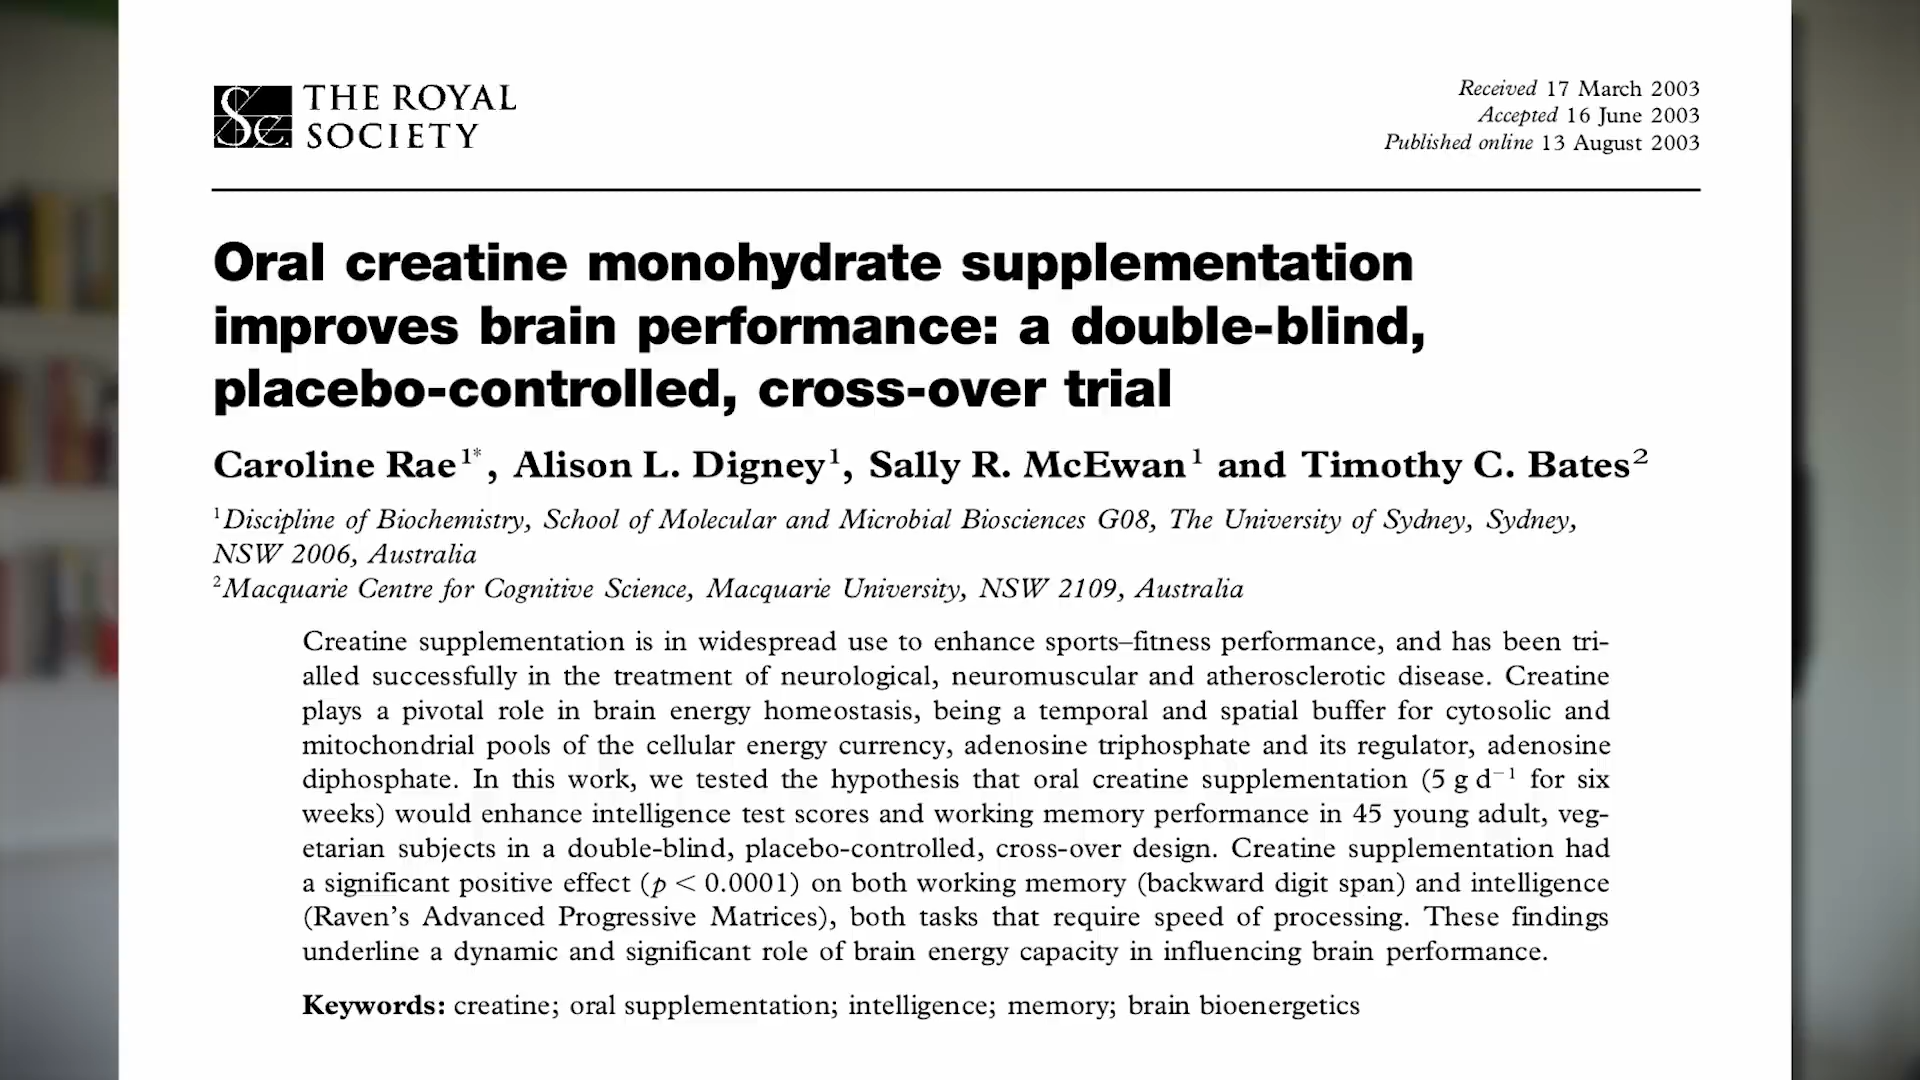 THE ROYAL
SOCIETY
Received 17 March 2003
Accepted 16 June 2003
Published online 13 August 2003
Oral creatine monohydrate supplementation
improves brain performance: a double-blind,
placebo-controlled, cross-over trial
Caroline Rae¹*, Alison L. Digney¹, Sally R. McEwan¹ and Timothy C. Bates²
¹Discipline of Biochemistry, School of Molecular and Microbial Biosciences G08, The University of Sydney, Sydney,
NSW 2006, Australia
²Macquarie Centre for Cognitive Science, Macquarie University, NSW 2109, Australia
Creatine supplementation is in widespread use to enhance sports–fitness performance, and has been tri-
alled successfully in the treatment of neurological, neuromuscular and atherosclerotic disease. Creatine
plays a pivotal role in brain energy homeostasis, being a temporal and spatial buffer for cytosolic and
mitochondrial pools of the cellular energy currency, adenosine triphosphate and its regulator, adenosine
diphosphate. In this work, we tested the hypothesis that oral creatine supplementation (5 g d⁻¹ for six
weeks) would enhance intelligence test scores and working memory performance in 45 young adult, veg-
etarian subjects in a double-blind, placebo-controlled, cross-over design. Creatine supplementation had
a significant positive effect (p < 0.0001) on both working memory (backward digit span) and intelligence
(Raven's Advanced Progressive Matrices), both tasks that require speed of processing. These findings
underline a dynamic and significant role of brain energy capacity in influencing brain performance.
Keywords: creatine; oral supplementation; intelligence; memory; brain bioenergetics